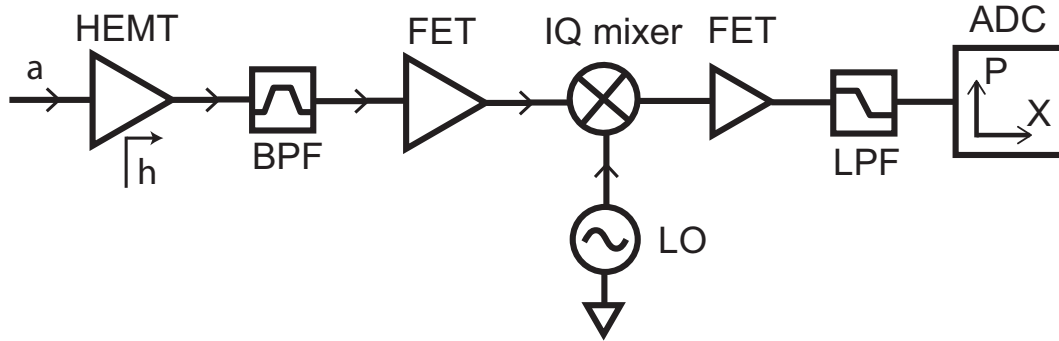 HEMT
FET
IQ mixer
FET
ADC
a
h
BPF
LO
LPF
P
X